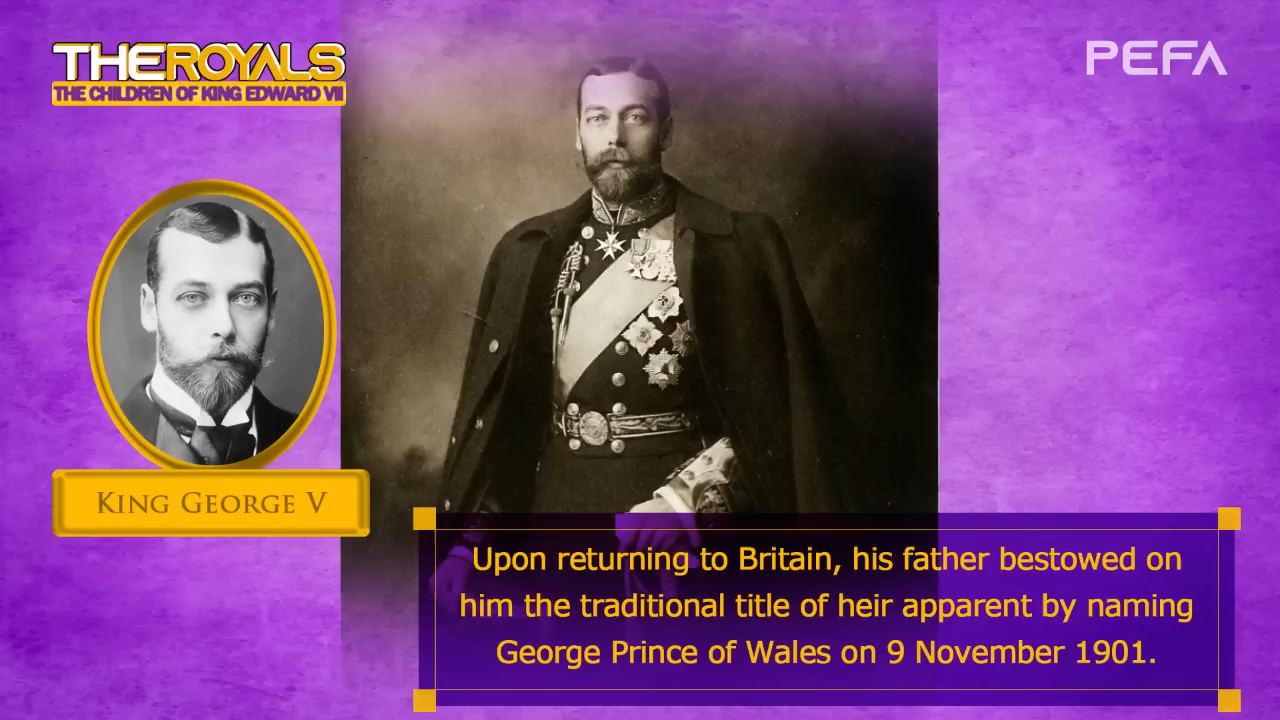 THEROYALS
THE CHILDREN OF KING EDWARD VII
PEFA
King George V
Upon returning to Britain, his father bestowed on
him the traditional title of heir apparent by naming
George Prince of Wales on 9 November 1901.